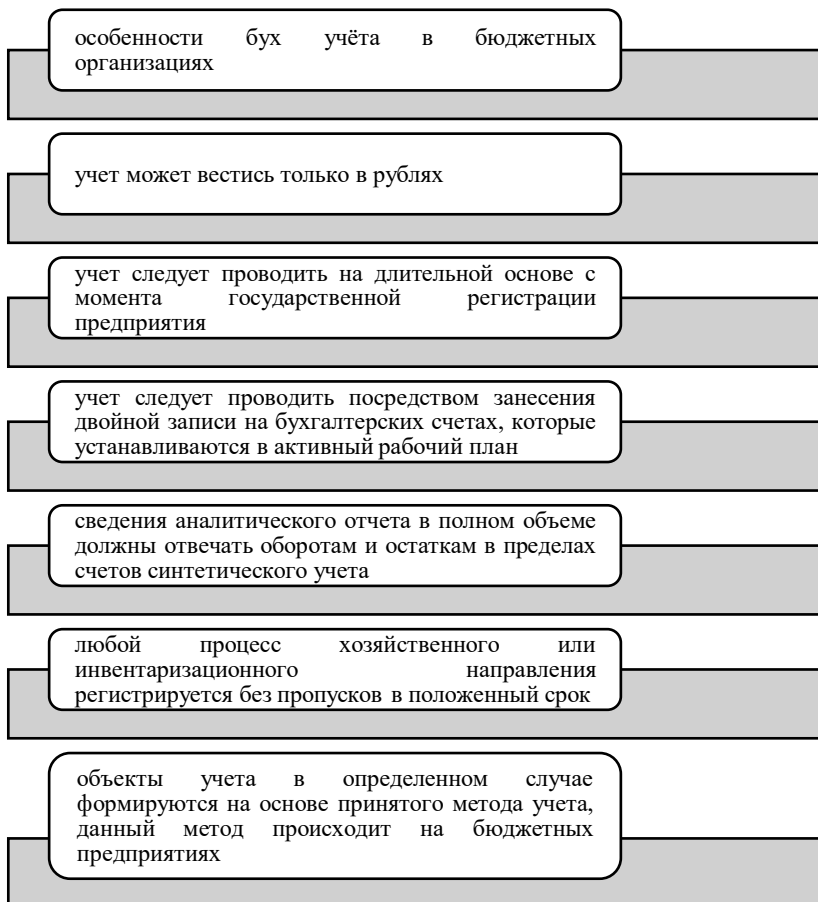 особенности бух учёта в бюджетных
организациях
учет может вестись только в рублях
учет следует проводить на длительной основе с
момента государственной регистрации
предприятия
учет следует проводить посредством занесения
двойной записи на бухгалтерских счетах, которые
устанавливаются в активный рабочий план
сведения аналитического отчета в полном объеме
должны отвечать оборотам и остаткам в пределах
счетов синтетического учета
любой процесс хозяйственного или
инвентаризационного направления
регистрируется без пропусков в положенный срок
объекты учета в определенном случае
формируются на основе принятого метода учета,
данный метод происходит на бюджетных
предприятиях